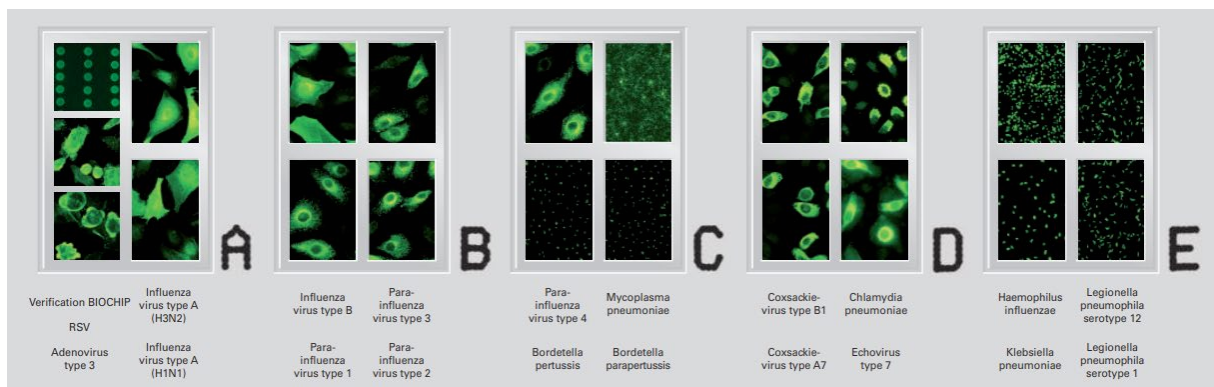 A
B
C
D
E
Verification BIOCHIP
RSV
Adenovirus
type 3
Influenza
virus type A
(H3N2)
Influenza
virus type A
(H1N1)
Influenza
virus type B
Para-
influenza
virus type 1
Para-
influenza
virus type 3
Para-
influenza
virus type 2
Para-
influenza
virus type 4
Bordetella
pertussis
Mycoplasma
pneumoniae
Bordetella
parapertussis
Coxsackie-
virus type B1
Coxsackie-
virus type A7
Chlamydia
pneumoniae
Echovirus
type 7
Haemophilus
influenzae
Klebsiella
pneumoniae
Legionella
pneumophila
serotype 12
Legionella
pneumophila
serotype 1